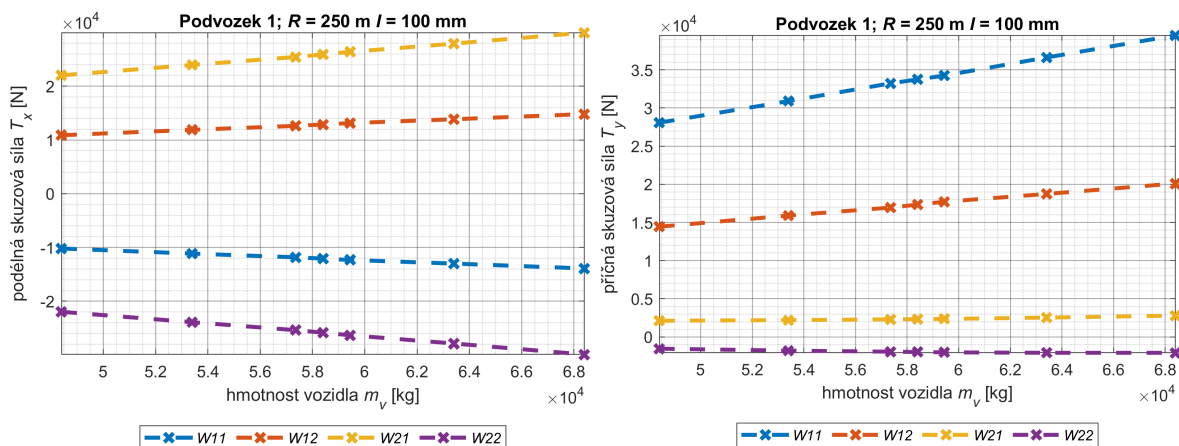 Podvozek 1; R = 250 m I = 100 mm
×10⁴
podélná skuzová síla Tₓ [N]
2
1
0
-1
-2
5 5.2 5.4 5.6 5.8 6 6.2 6.4 6.6 6.8
×10⁴
hmotnost vozidla mᵥ [kg]
W11 W12 W21 W22
Podvozek 1; R = 250 m I = 100 mm
×10⁴
příčná skuzová síla T_y [N]
3.5
3
2.5
2
1.5
1
0.5
0
5 5.2 5.4 5.6 5.8 6 6.2 6.4 6.6 6.8
×10⁴
hmotnost vozidla mᵥ [kg]
W11 W12 W21 W22